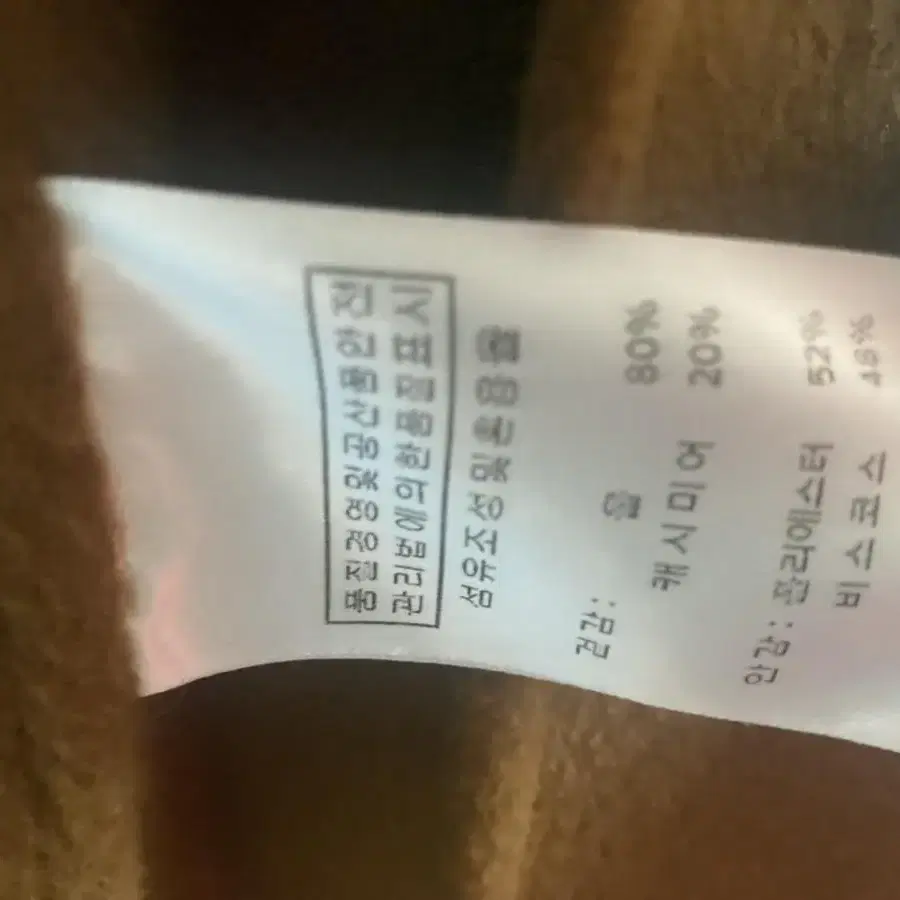 품질경영및공산품안전
관리법에의한품질표시
섬유조성및혼용율
겉감: 울 80%
캐시미어 20%
안감: 폴리에스터 52%
비스코스 48%